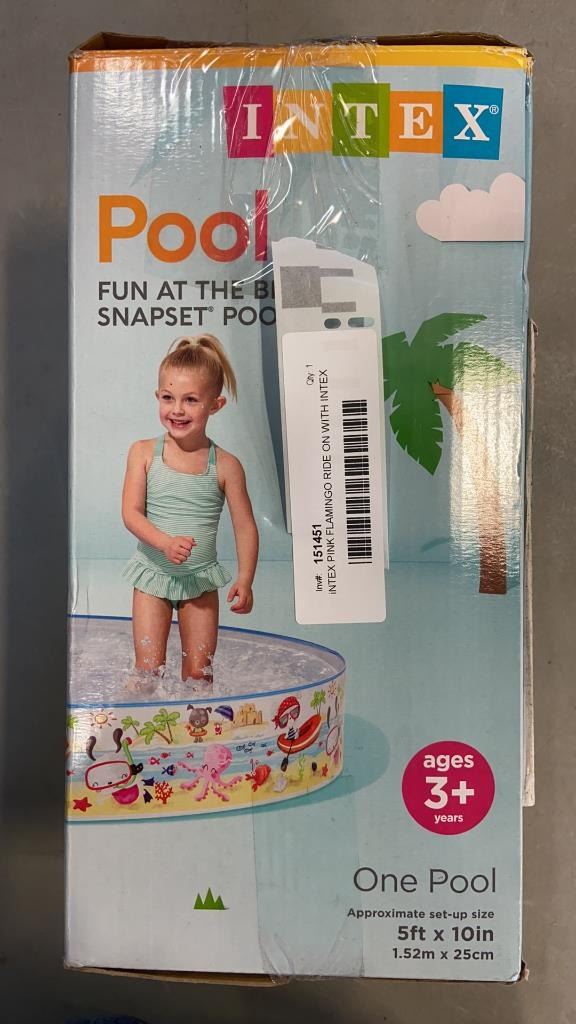 INTEX®
Pool
FUN AT THE
SNAPSET® POO
Qty: 1
INTEX PINK FLAMINGO RIDE ON WITH INTEX
Inv#: 151451
ages
3+
years
One Pool
Approximate set-up size
5ft x 10in
1.52m x 25cm